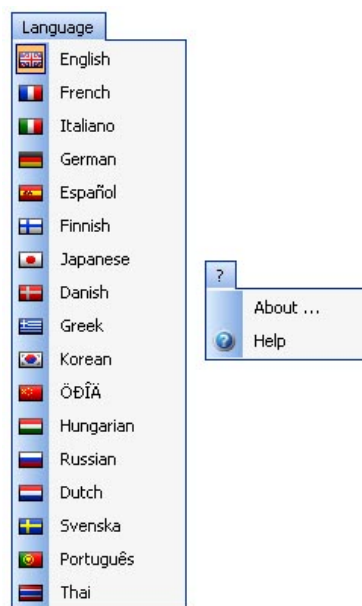 Language
English
French
Italiano
German
Español
Finnish
Japanese
Danish
Greek
Korean
ÖÐÎÄ
Hungarian
Russian
Dutch
Svenska
Português
Thai
?
About ...
Help